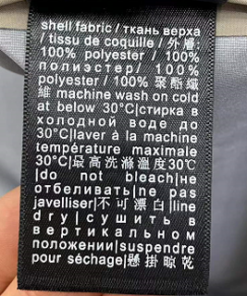 shell fabric / ткань верха
/ tissu de coquille / 外層:
100% polyester / 100%
полиэстер/ 100%
polyester / 100% 聚酯纖
維 machine wash on cold
at below 30°C|стирка в
холодной воде до
30°C|laver à la machine
température maximale
30°C|最高洗滌溫度30℃
|do not bleach|не
отбеливать|ne pas
javelliser|不可漂白|line
dry|сушить в
вертикальном
положении|suspendre
pour séchage|懸掛晾乾